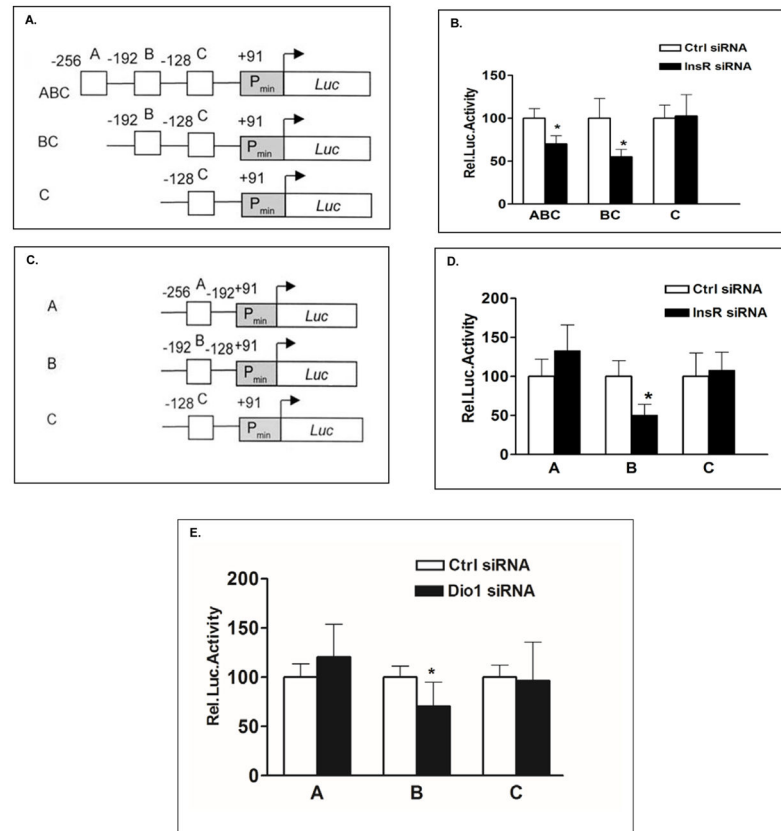 A.
-256 A -192 B -128 C +91
ABC Pmin Luc
-192 B -128 C +91
BC Pmin Luc
-128 C +91
C Pmin Luc
B.
Ctrl siRNA
InsR siRNA
Rel.Luc.Activity
150
100
50
0
* *
ABC BC C
C.
-256 A -192 +91
A Pmin Luc
-192 B -128 +91
B Pmin Luc
-128 C +91
C Pmin Luc
D.
Ctrl siRNA
InsR siRNA
Rel.Luc.Activity
200
150
100
50
0
*
A B C
E.
Ctrl siRNA
Dio1 siRNA
Rel.Luc.Activity
200
150
100
50
0
*
A B C